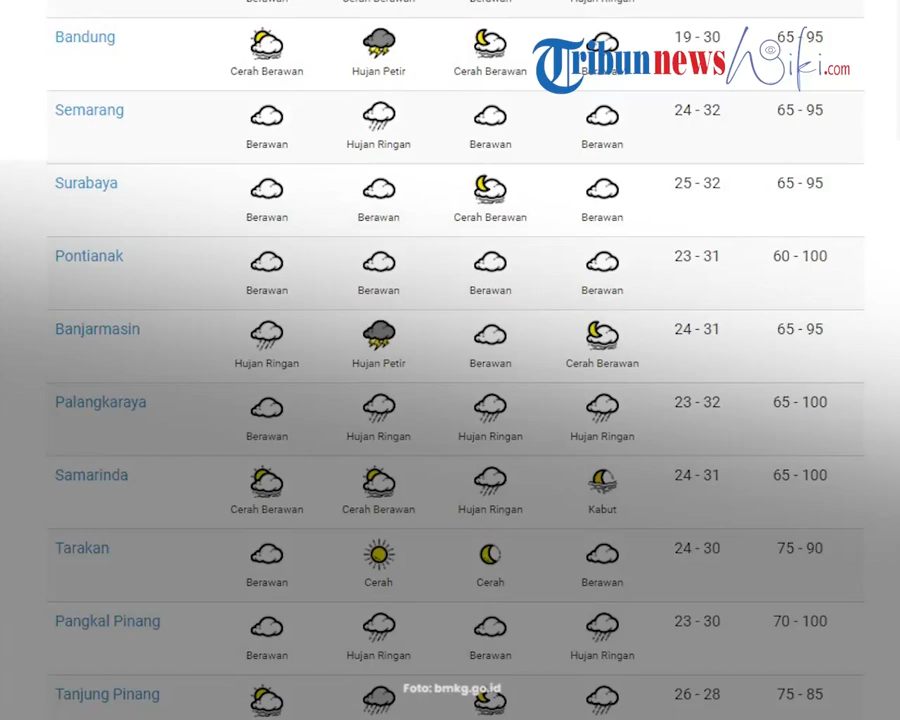 Bandung
19 - 30
65 - 95
Cerah Berawan
Hujan Petir
Cerah Berawan
Tribunnews Wiki.com
Semarang
24 - 32
65 - 95
Berawan
Hujan Ringan
Berawan
Berawan
Surabaya
25 - 32
65 - 95
Berawan
Berawan
Cerah Berawan
Berawan
Pontianak
23 - 31
60 - 100
Berawan
Berawan
Berawan
Berawan
Banjarmasin
24 - 31
65 - 95
Hujan Ringan
Hujan Petir
Berawan
Cerah Berawan
Palangkaraya
23 - 32
65 - 100
Berawan
Hujan Ringan
Hujan Ringan
Hujan Ringan
Samarinda
24 - 31
65 - 100
Cerah Berawan
Cerah Berawan
Hujan Ringan
Kabut
Tarakan
24 - 30
75 - 90
Berawan
Cerah
Cerah
Berawan
Pangkal Pinang
23 - 30
70 - 100
Berawan
Hujan Ringan
Berawan
Hujan Ringan
Foto: bmkg.go.id
Tanjung Pinang
26 - 28
75 - 85